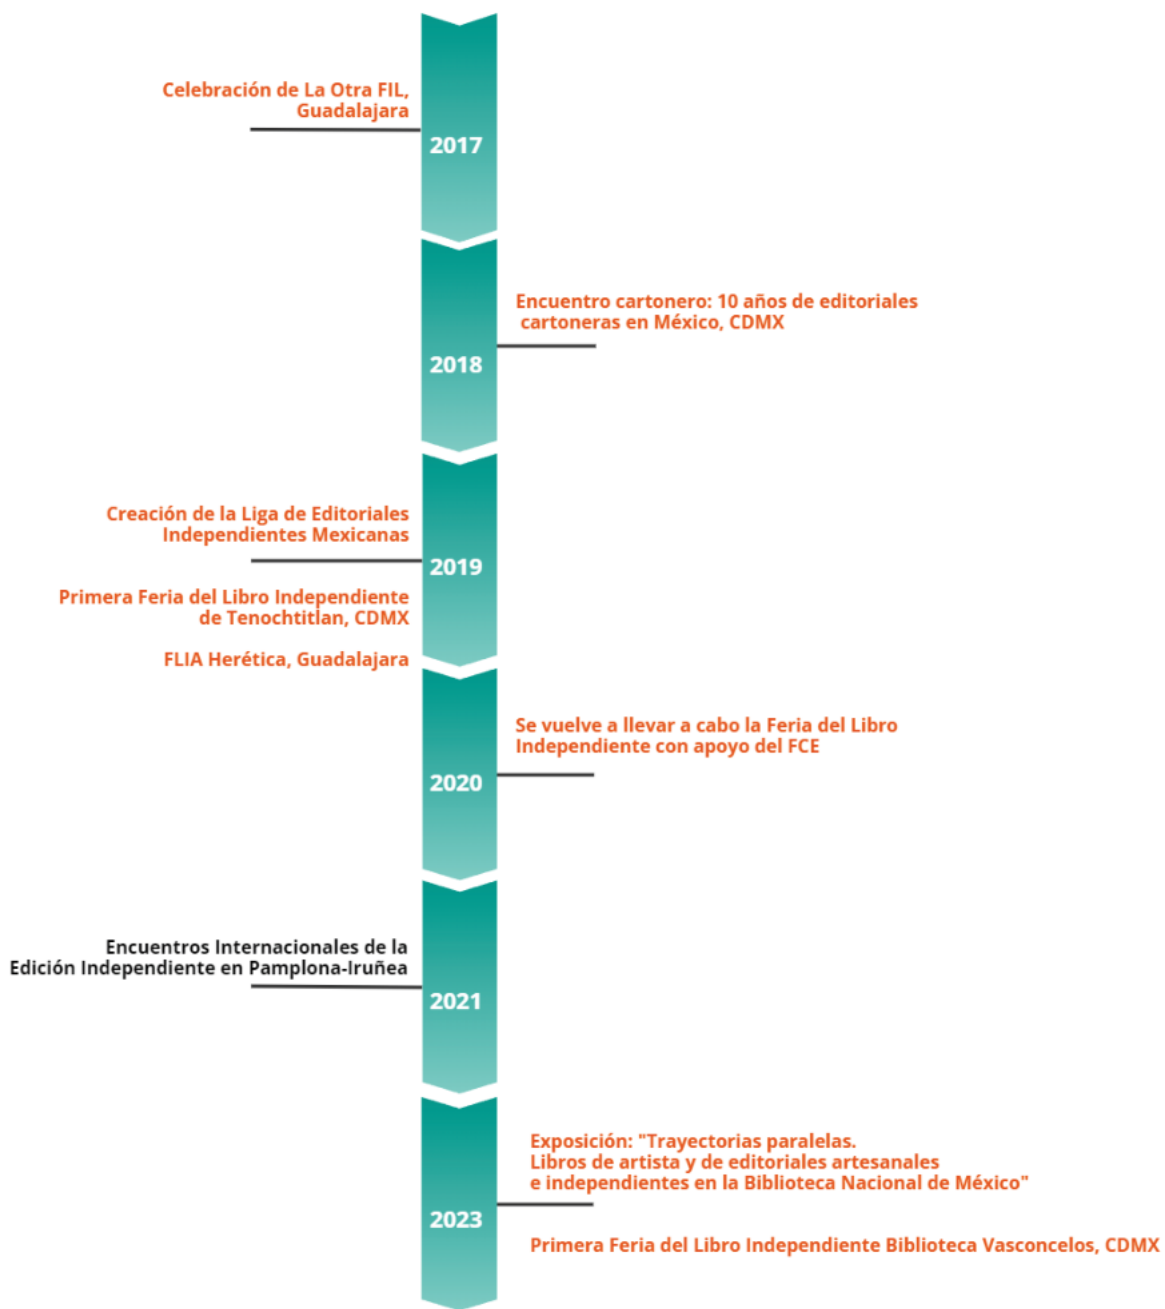 Celebración de La Otra FIL,
Guadalajara
2017
Encuentro cartonero: 10 años de editoriales
cartoneras en México, CDMX
2018
Creación de la Liga de Editoriales
Independientes Mexicanas
2019
Primera Feria del Libro Independiente
de Tenochtitlan, CDMX
FLIA Herética, Guadalajara
Se vuelve a llevar a cabo la Feria del Libro
Independiente con apoyo del FCE
2020
Encuentros Internacionales de la
Edición Independiente en Pamplona-Iruñea
2021
Exposición: "Trayectorias paralelas.
Libros de artista y de editoriales artesanales
e independientes en la Biblioteca Nacional de México"
2023
Primera Feria del Libro Independiente Biblioteca Vasconcelos, CDMX